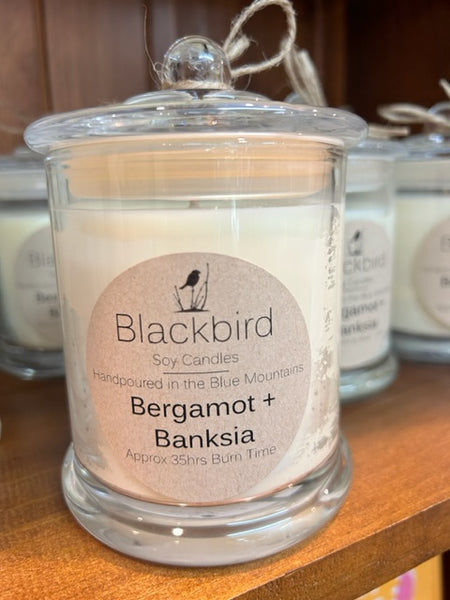 Blackbird
Soy Candles
Handpoured in the Blue Mountains
Bergamot +
Banksia
Approx 35hrs Burn Time